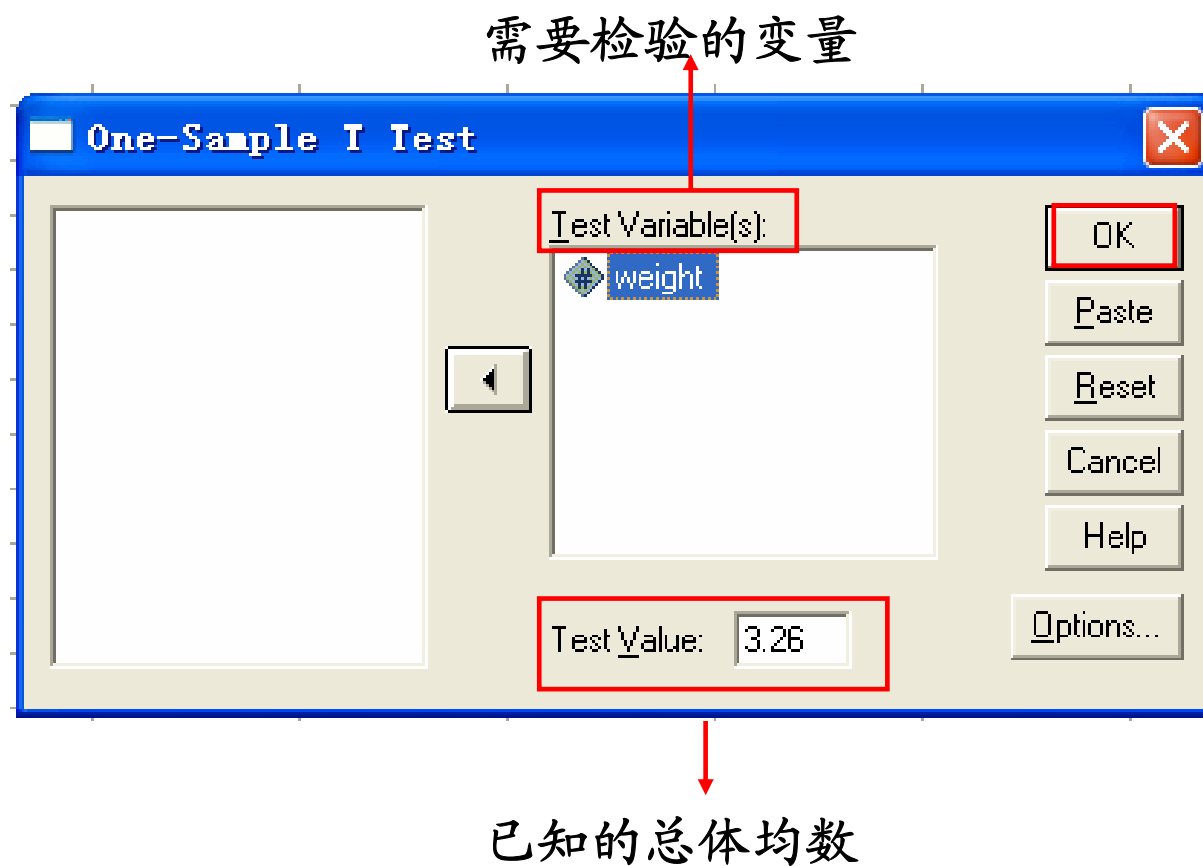 需要检验的变量
One-Sample T Test
Test Variable(s):
weight
OK
Paste
Reset
Cancel
Help
Options...
Test Value: 3.26
已知的总体均数